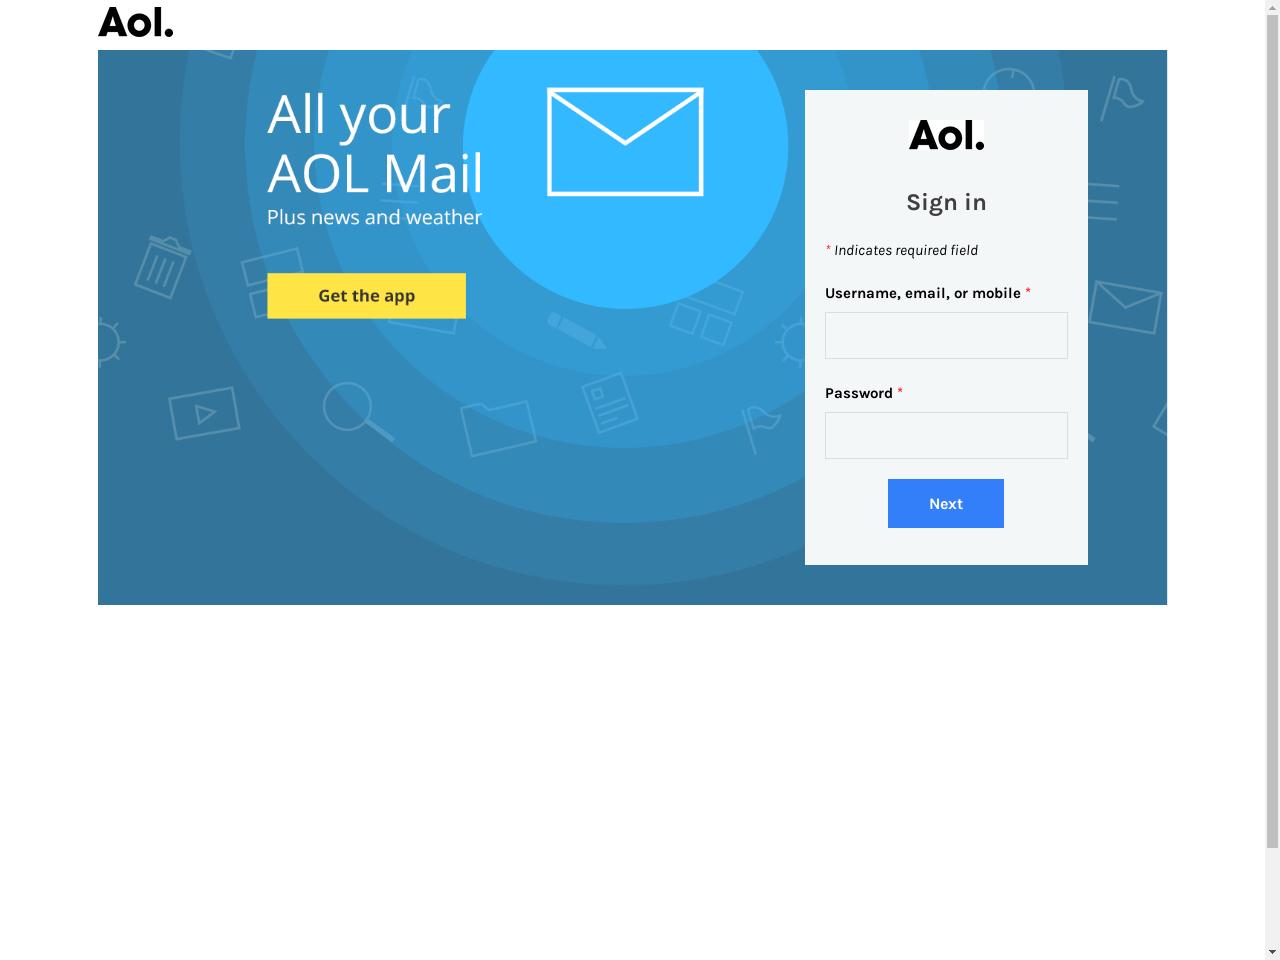 Aol.
All your
AOL Mail
Plus news and weather
Get the app
Aol.
Sign in
* Indicates required field
Username, email, or mobile *
Password *
Next